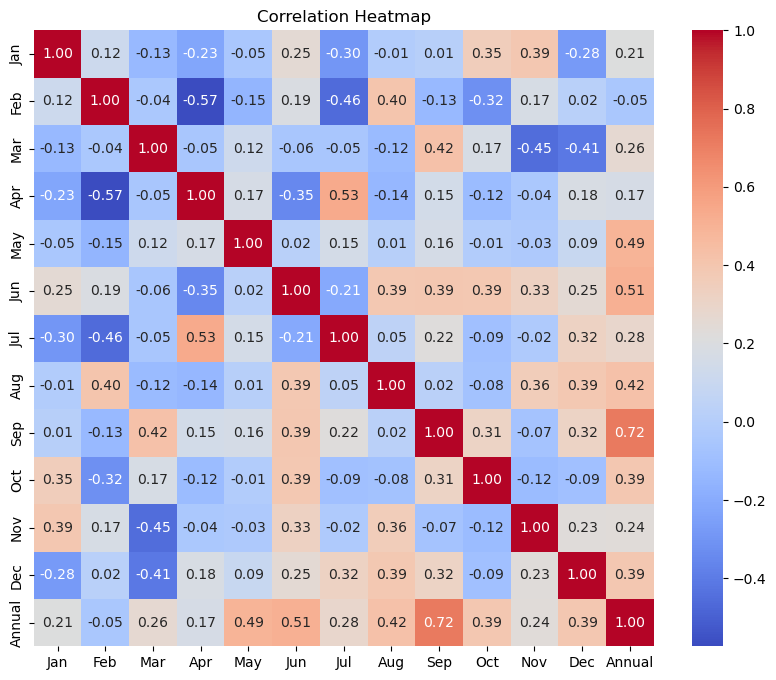 Correlation Heatmap
Jan 1.00 0.12 -0.13 -0.23 -0.05 0.25 -0.30 -0.01 0.01 0.35 0.39 -0.28 0.21
Feb 0.12 1.00 -0.04 -0.57 -0.15 0.19 -0.46 0.40 -0.13 -0.32 0.17 0.02 -0.05
Mar -0.13 -0.04 1.00 -0.05 0.12 -0.06 -0.05 -0.12 0.42 0.17 -0.45 -0.41 0.26
Apr -0.23 -0.57 -0.05 1.00 0.17 -0.35 0.53 -0.14 0.15 -0.12 -0.04 0.18 0.17
May -0.05 -0.15 0.12 0.17 1.00 0.02 0.15 0.01 0.16 -0.01 -0.03 0.09 0.49
Jun 0.25 0.19 -0.06 -0.35 0.02 1.00 -0.21 0.39 0.39 0.39 0.33 0.25 0.51
Jul -0.30 -0.46 -0.05 0.53 0.15 -0.21 1.00 0.05 0.22 -0.09 -0.02 0.32 0.28
Aug -0.01 0.40 -0.12 -0.14 0.01 0.39 0.05 1.00 0.02 -0.08 0.36 0.39 0.42
Sep 0.01 -0.13 0.42 0.15 0.16 0.39 0.22 0.02 1.00 0.31 -0.07 0.32 0.72
Oct 0.35 -0.32 0.17 -0.12 -0.01 0.39 -0.09 -0.08 0.31 1.00 -0.12 -0.09 0.39
Nov 0.39 0.17 -0.45 -0.04 -0.03 0.33 -0.02 0.36 -0.07 -0.12 1.00 0.23 0.24
Dec -0.28 0.02 -0.41 0.18 0.09 0.25 0.32 0.39 0.32 -0.09 0.23 1.00 0.39
Annual 0.21 -0.05 0.26 0.17 0.49 0.51 0.28 0.42 0.72 0.39 0.24 0.39 1.00
Jan Feb Mar Apr May Jun Jul Aug Sep Oct Nov Dec Annual
1.0
0.8
0.6
0.4
0.2
0.0
−0.2
−0.4